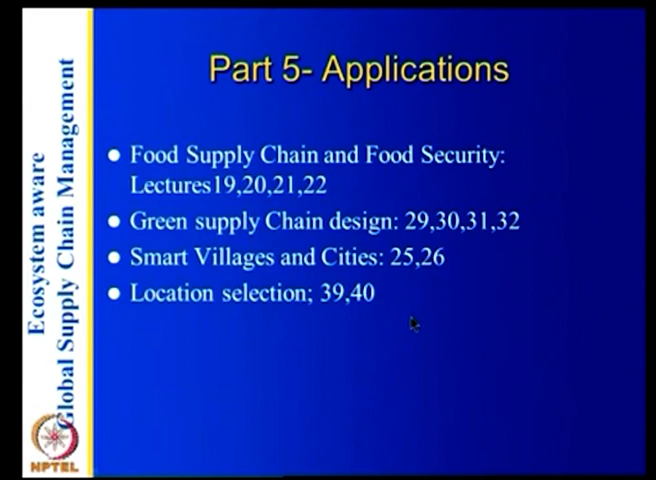 Part 5- Applications
Food Supply Chain and Food Security:
Lectures19,20,21,22
Green supply Chain design: 29,30,31,32
Smart Villages and Cities: 25,26
Location selection; 39,40
Ecosystem aware
Global Supply Chain Management
NPTEL